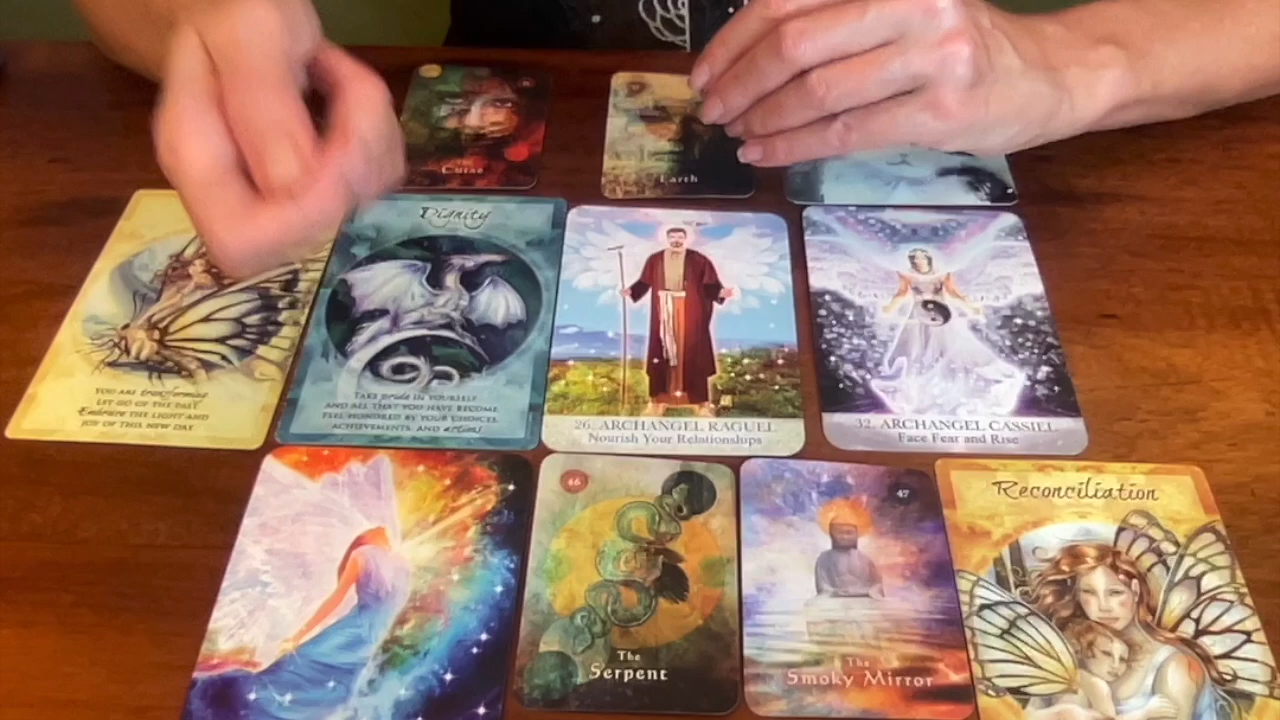 Curse
Earth
Dignity
YOU ARE transforming
LET GO OF THE PAST
Embrace THE LIGHT AND
JOY OF THIS NEW DAY
TAKE pride IN YOURSELF
AND ALL THAT YOU HAVE BECOME
FEEL HONORED BY YOUR CHOICES
ACHIEVEMENTS, AND actions
26. ARCHANGEL RAGUEL
Nourish Your Relationships
32. ARCHANGEL CASSIEL
Face Fear and Rise
66
The
Serpent
47
The
Smoky Mirror
Reconciliation